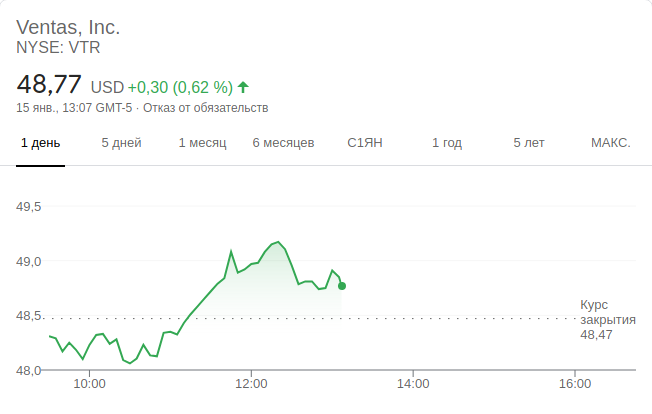 Ventas, Inc.
NYSE: VTR
48,77 USD +0,30 (0,62 %)
15 янв., 13:07 GMT-5 · Отказ от обязательств
1 день 5 дней 1 месяц 6 месяцев С1ЯН 1 год 5 лет МАКС.
49,5
49,0
48,5
48,0
Курс
закрытия
48,47
10:00 12:00 14:00 16:00